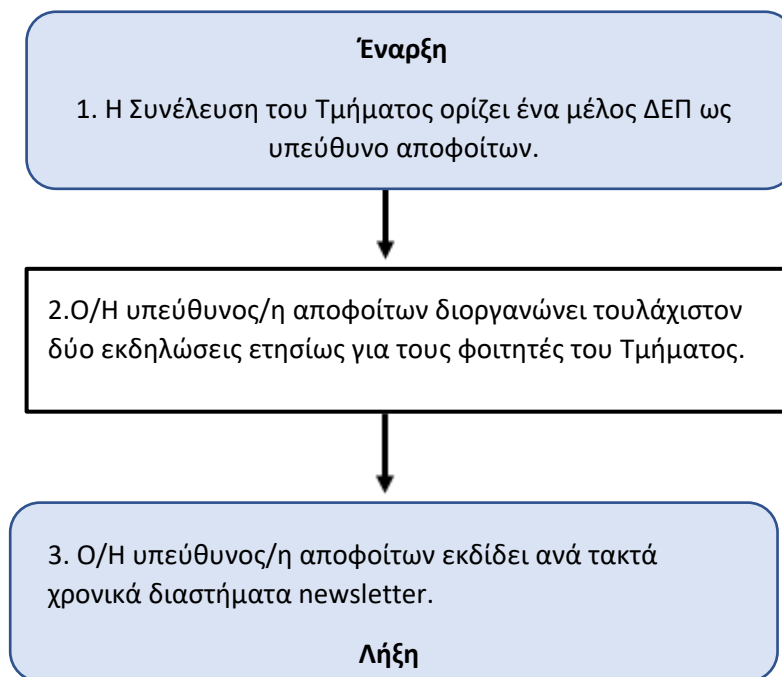 Έναρξη
1. Η Συνέλευση του Τμήματος ορίζει ένα μέλος ΔΕΠ ως
υπεύθυνο αποφοίτων.
2.Ο/Η υπεύθυνος/η αποφοίτων διοργανώνει τουλάχιστον
δύο εκδηλώσεις ετησίως για τους φοιτητές του Τμήματος.
3. Ο/Η υπεύθυνος/η αποφοίτων εκδίδει ανά τακτά
χρονικά διαστήματα newsletter.
Λήξη